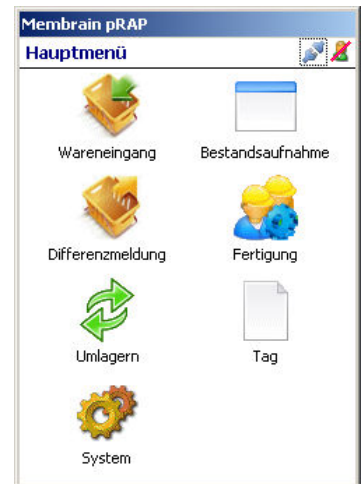 Membrain pRAP
Hauptmenü
Wareneingang
Bestandsaufnahme
Differenzmeldung
Fertigung
Umlagern
Tag
System